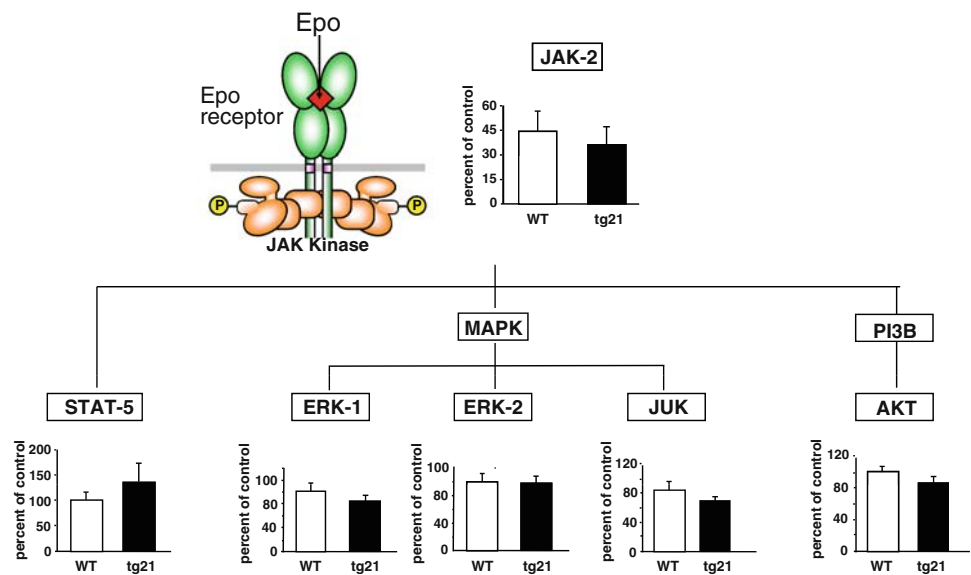 Epo
JAK-2
Epo
receptor
percent of control
60
45
30
15
0
WT tg21
P
P
JAK Kinase
MAPK
PI3B
STAT-5
ERK-1
ERK-2
JUK
AKT
percent of control
200
150
100
50
0
WT tg21
percent of control
100
80
40
0
WT tg21
percent of control
100
80
40
0
WT tg21
percent of control
120
80
40
0
WT tg21
percent of control
120
80
40
0
WT tg21